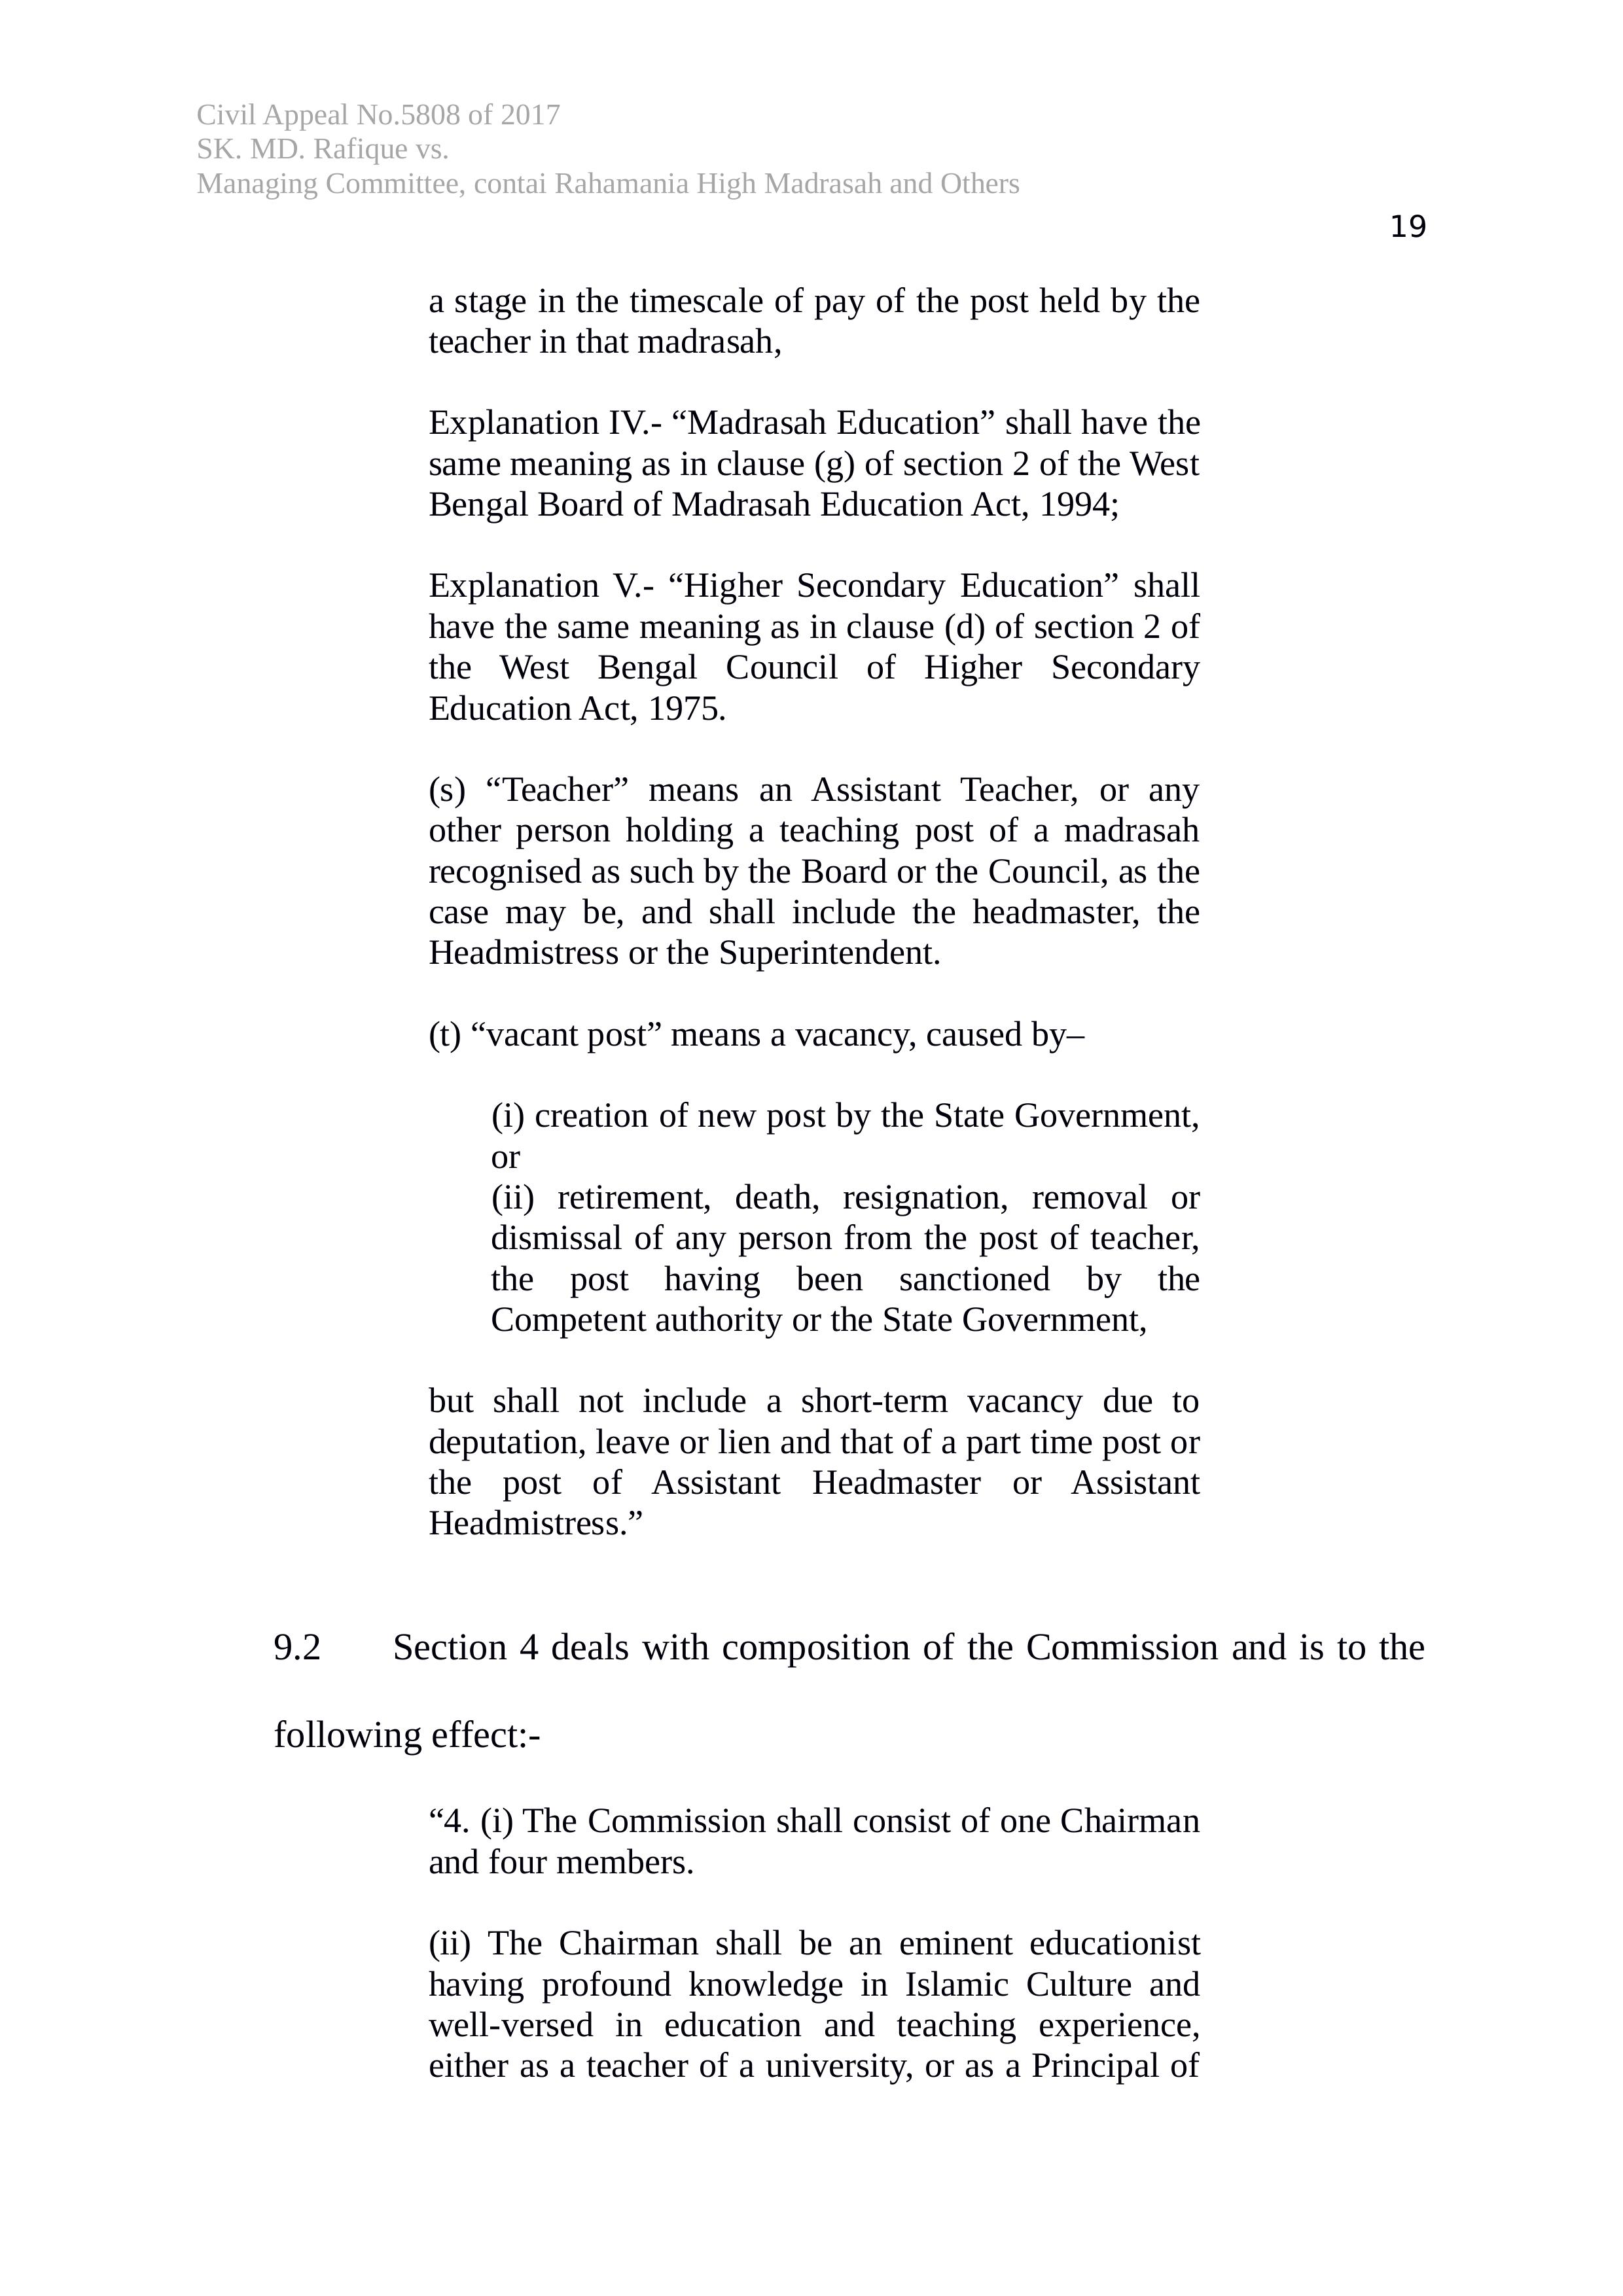 Civil Appeal No.5808 of 2017
SK. MD. Rafique vs.
Managing Committee, contai Rahamania High Madrasah and Others
19
a stage in the timescale of pay of the post held by the
teacher in that madrasah,
Explanation IV.- “Madrasah Education” shall have the
same meaning as in clause (g) of section 2 of the West
Bengal Board of Madrasah Education Act, 1994;
Explanation V.- “Higher Secondary Education” shall
have the same meaning as in clause (d) of section 2 of
the West Bengal Council of Higher Secondary
Education Act, 1975.
(s) “Teacher” means an Assistant Teacher, or any
other person holding a teaching post of a madrasah
recognised as such by the Board or the Council, as the
case may be, and shall include the headmaster, the
Headmistress or the Superintendent.
(t) “vacant post” means a vacancy, caused by–
(i) creation of new post by the State Government,
or
(ii) retirement, death, resignation, removal or
dismissal of any person from the post of teacher,
the post having been sanctioned by the
Competent authority or the State Government,
but shall not include a short-term vacancy due to
deputation, leave or lien and that of a part time post or
the post of Assistant Headmaster or Assistant
Headmistress.”
9.2 Section 4 deals with composition of the Commission and is to the
following effect:-
“4. (i) The Commission shall consist of one Chairman
and four members.
(ii) The Chairman shall be an eminent educationist
having profound knowledge in Islamic Culture and
well-versed in education and teaching experience,
either as a teacher of a university, or as a Principal of